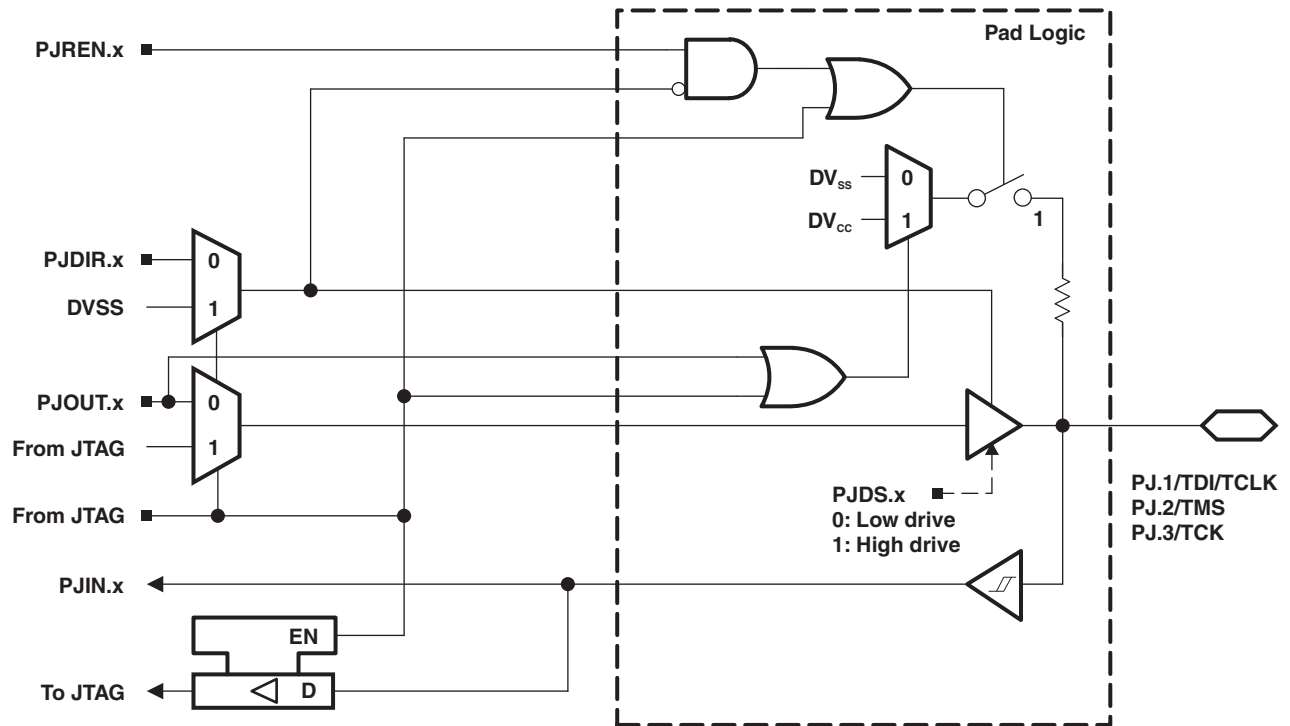 Pad Logic
PJREN.x
DVss
0
DVcc
1
1
PJDIR.x
0
DVSS
1
PJOUT.x
0
From JTAG
1
PJDS.x
0: Low drive
1: High drive
PJ.1/TDI/TCLK
PJ.2/TMS
PJ.3/TCK
From JTAG
PJIN.x
EN
To JTAG
D